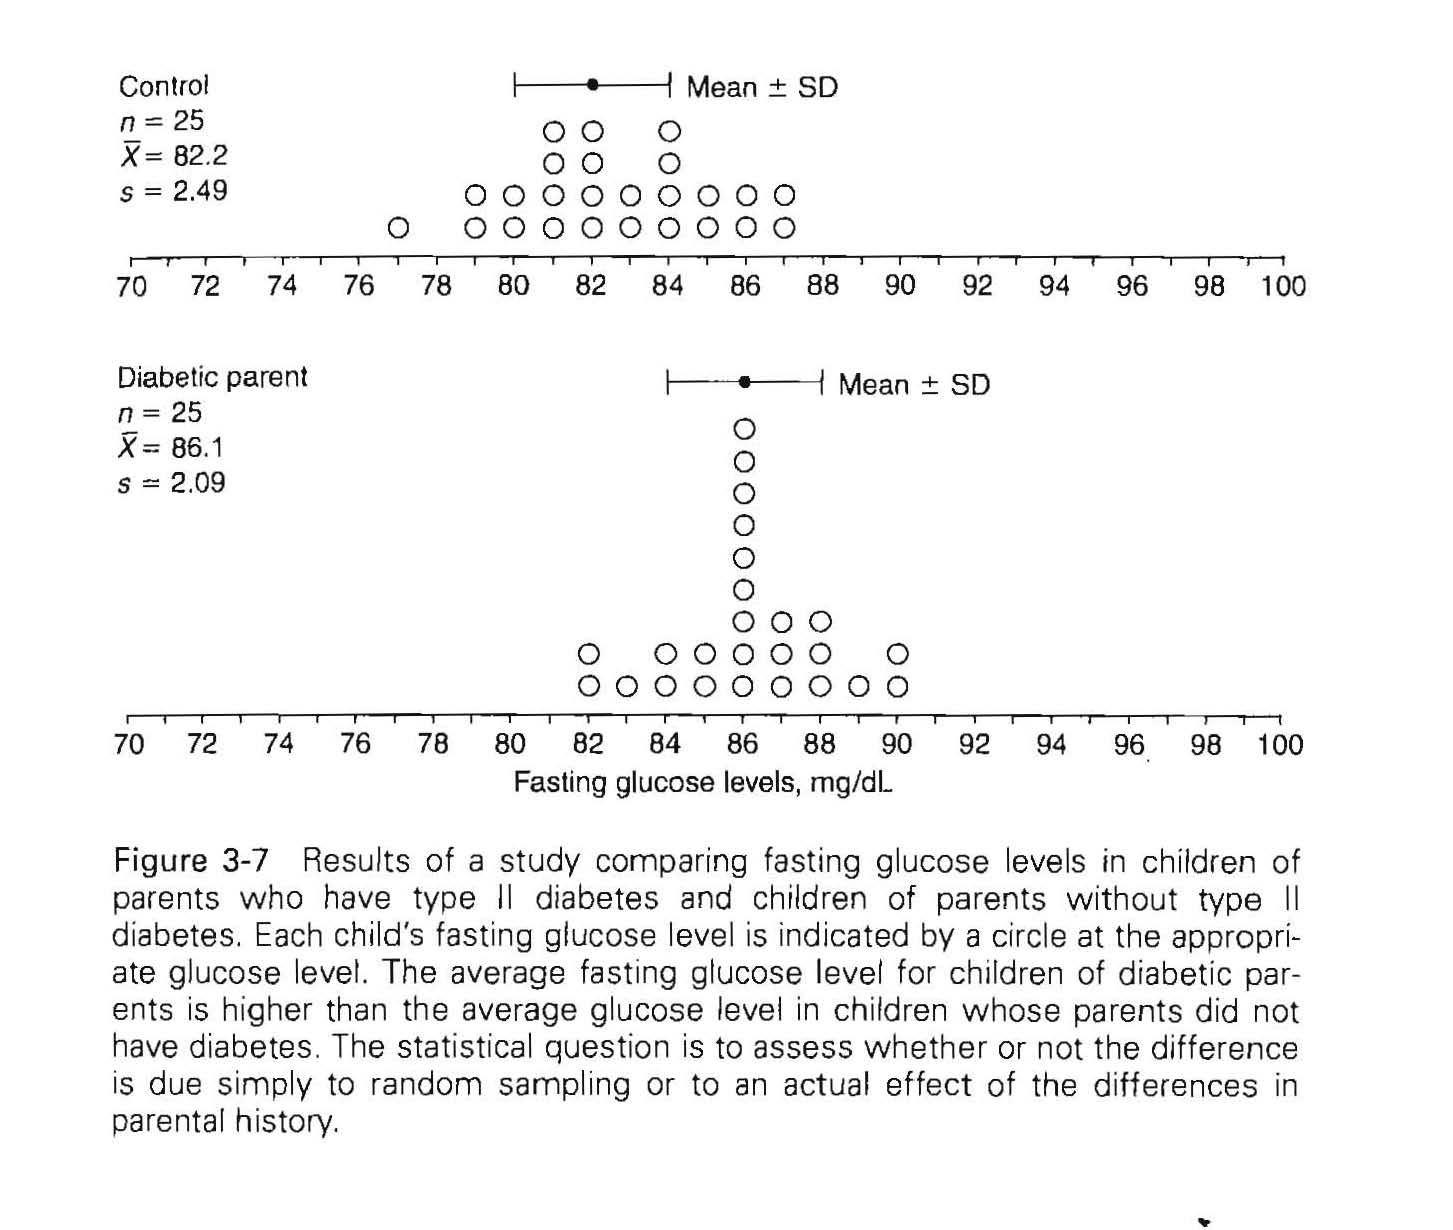 Control
Mean ± SD
n = 25
X̄ = 82.2
s = 2.49
70 72 74 76 78 80 82 84 86 88 90 92 94 96 98 100
Diabetic parent
Mean ± SD
n = 25
X̄ = 86.1
s = 2.09
70 72 74 76 78 80 82 84 86 88 90 92 94 96 98 100
Fasting glucose levels, mg/dL
Figure 3-7 Results of a study comparing fasting glucose levels in children of
parents who have type II diabetes and children of parents without type II
diabetes. Each child's fasting glucose level is indicated by a circle at the appropri-
ate glucose level. The average fasting glucose level for children of diabetic par-
ents is higher than the average glucose level in children whose parents did not
have diabetes. The statistical question is to assess whether or not the difference
is due simply to random sampling or to an actual effect of the differences in
parental history.